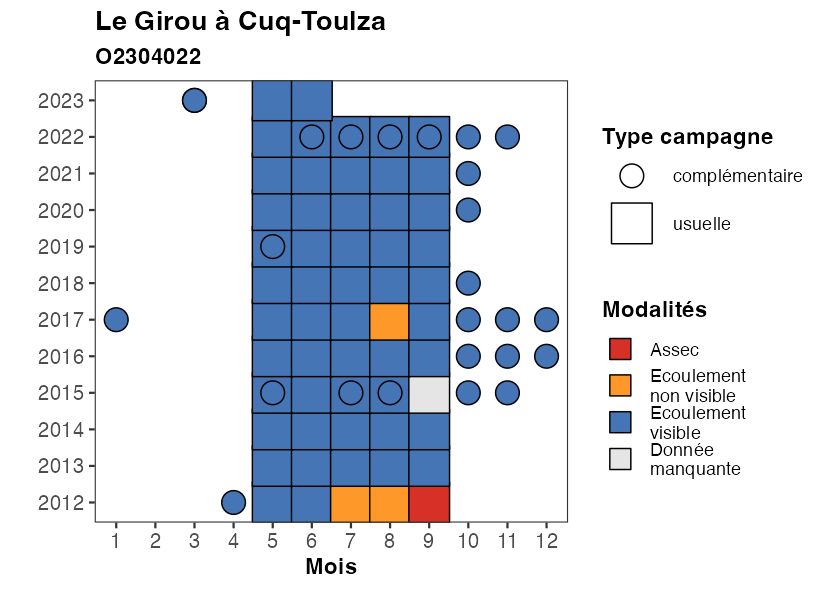 Le Girou à Cuq-Toulza
O2304022
2023
2022
2021
2020
2019
2018
2017
2016
2015
2014
2013
2012
1 2 3 4 5 6 7 8 9 10 11 12
Mois
Type campagne
complémentaire
usuelle
Modalités
Assec
Ecoulement
non visible
Ecoulement
visible
Donnée
manquante